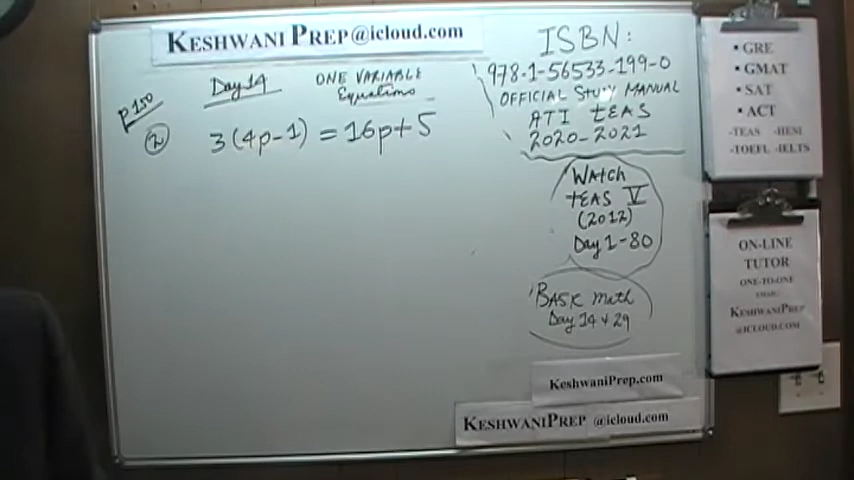 KESHWANI PREP@icloud.com
P150
Day 14
ONE VARIABLE
Equations
2
3(4p-1) = 16p+5
ISBN:
978-1-56533-199-0
OFFICIAL STUDY MANUAL
ATI TEAS
2020-2021
WATCH
TEAS V
(2012)
Day 1-80
BASIC Math
Day 14 & 29
KeshwaniPrep.com
KESHWANIPREP @icloud.com
• GRE
• GMAT
• SAT
• ACT
-TEAS -HESI
-TOEFL -IELTS
ON-LINE
TUTOR
ONE-TO-ONE
EMAIL:
KESHWANIPREP
@ICLOUD.COM